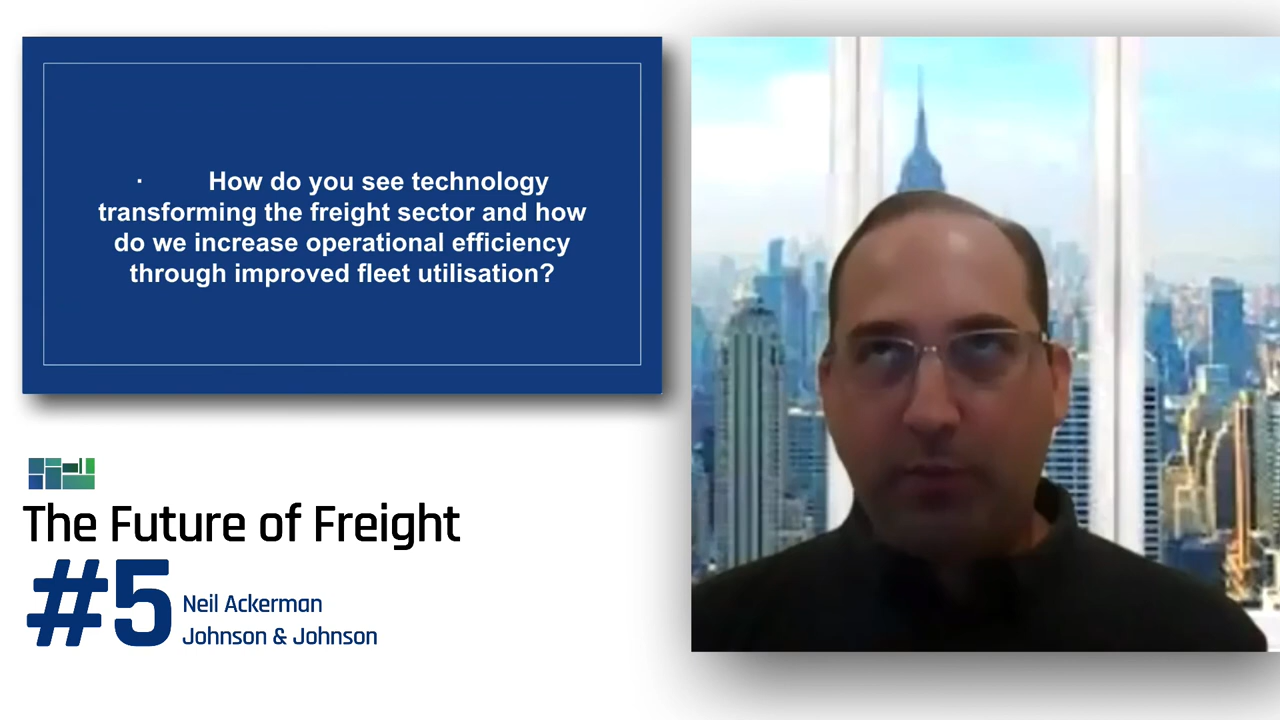 · How do you see technology
transforming the freight sector and how
do we increase operational efficiency
through improved fleet utilisation?
The Future of Freight
#5
Neil Ackerman
Johnson & Johnson